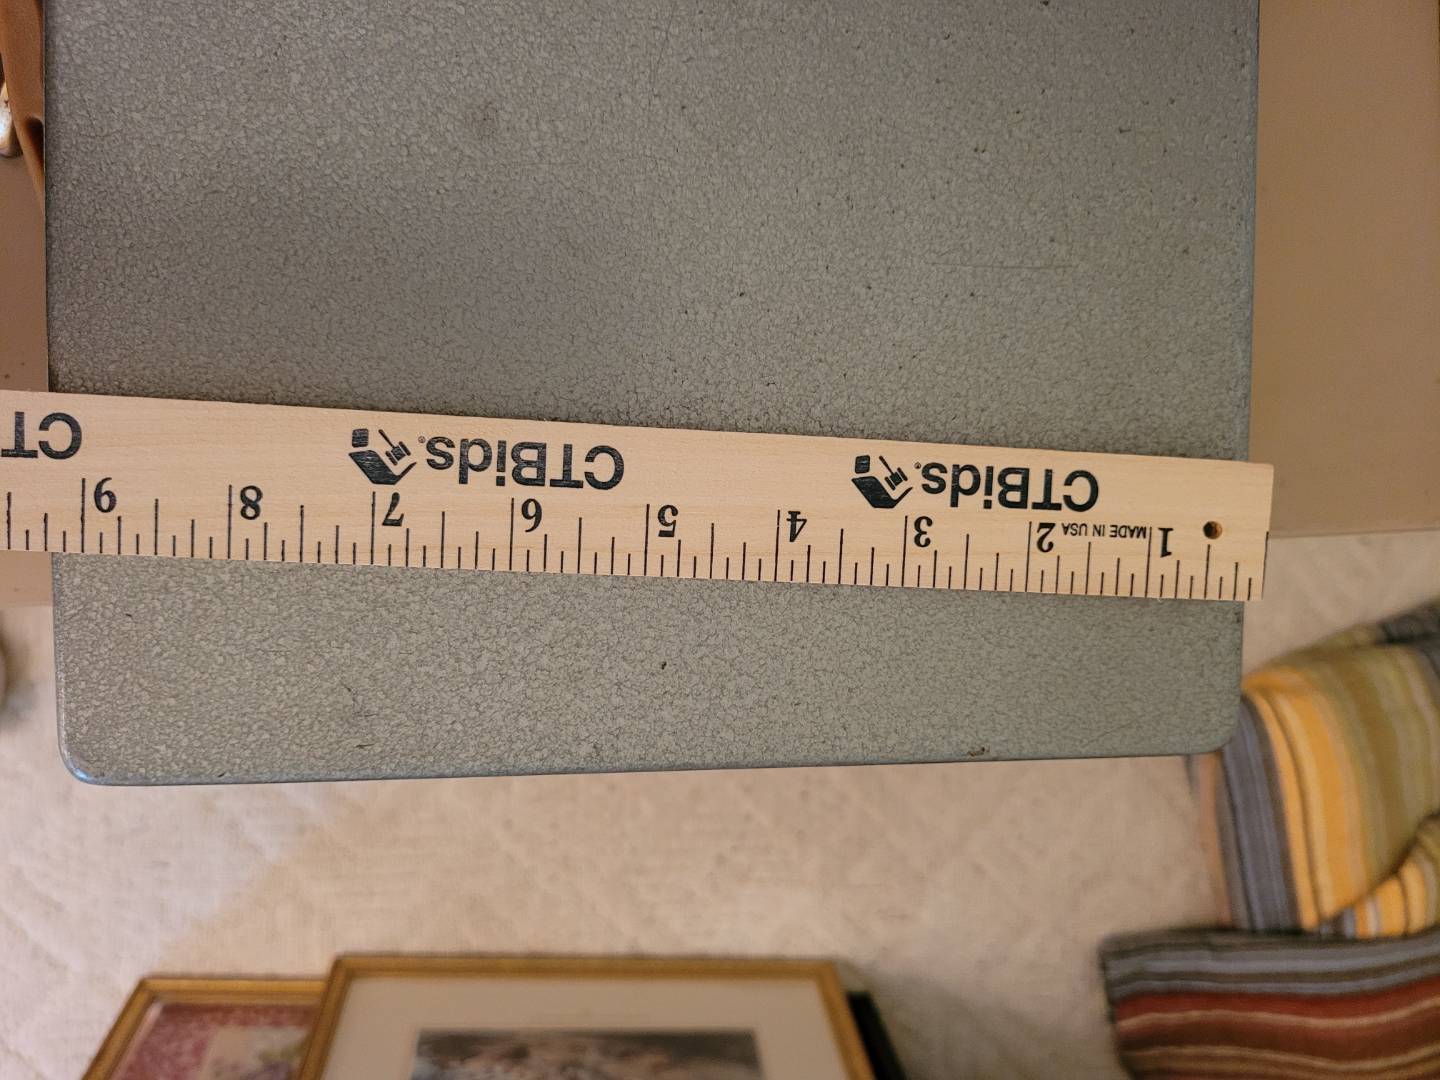 CTBids. CTBids. CT
MADE IN USA
1 2 3 4 5 6 7 8 9